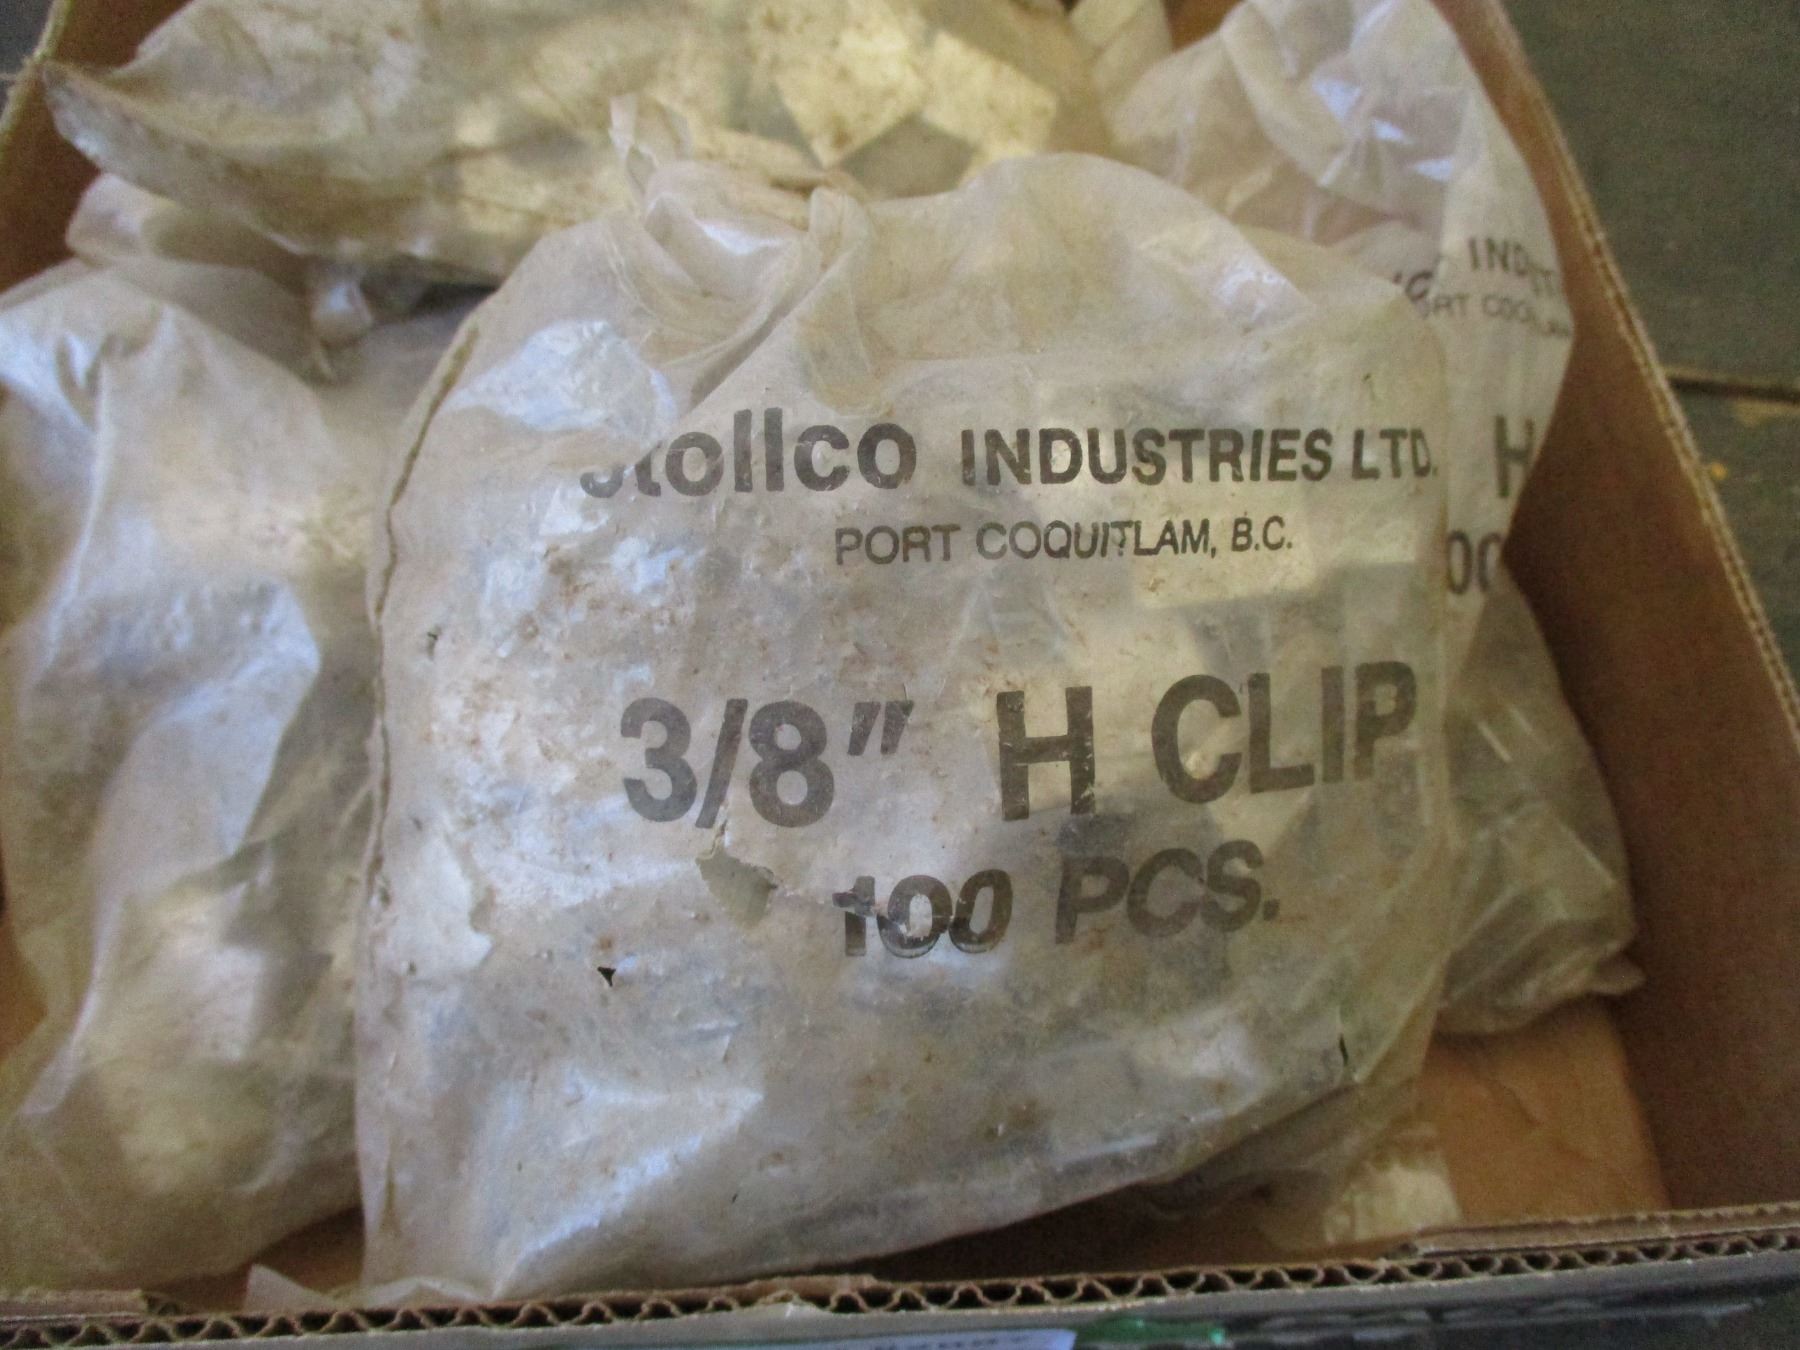 Stollco INDUSTRIES LTD.
PORT COQUITLAM, B.C.
3/8" H CLIP
100 PCS.